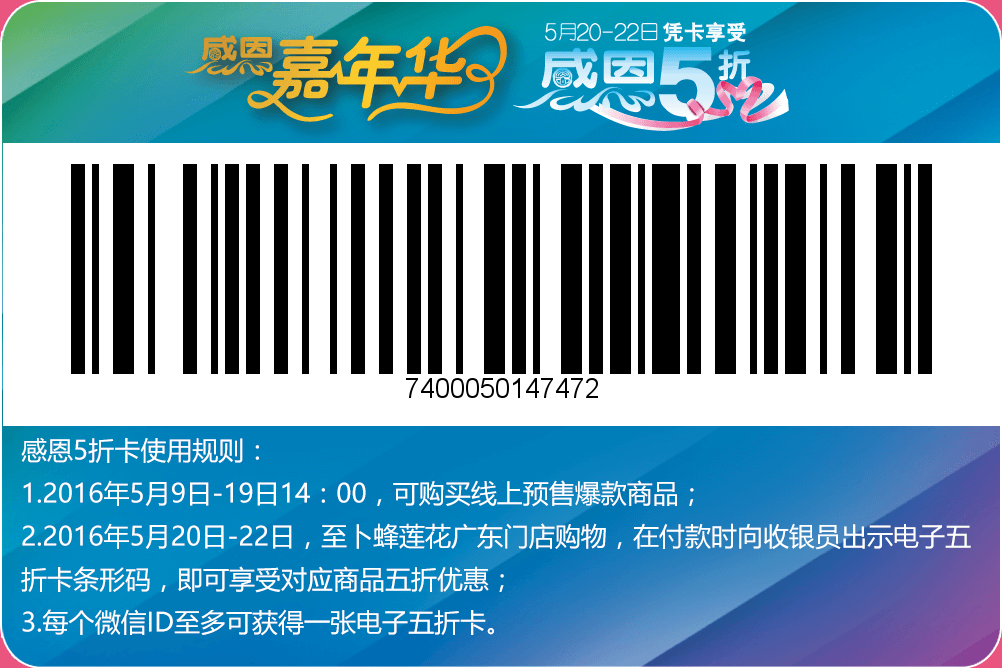 感恩嘉年华
5月20-22日 凭卡享受
感恩5折
7400050147472
感恩5折卡使用规则：
1.2016年5月9日-19日14：00，可购买线上预售爆款商品；
2.2016年5月20日-22日，至卜蜂莲花广东门店购物，在付款时向收银员出示电子五
折卡条形码，即可享受对应商品五折优惠；
3.每个微信ID至多可获得一张电子五折卡。